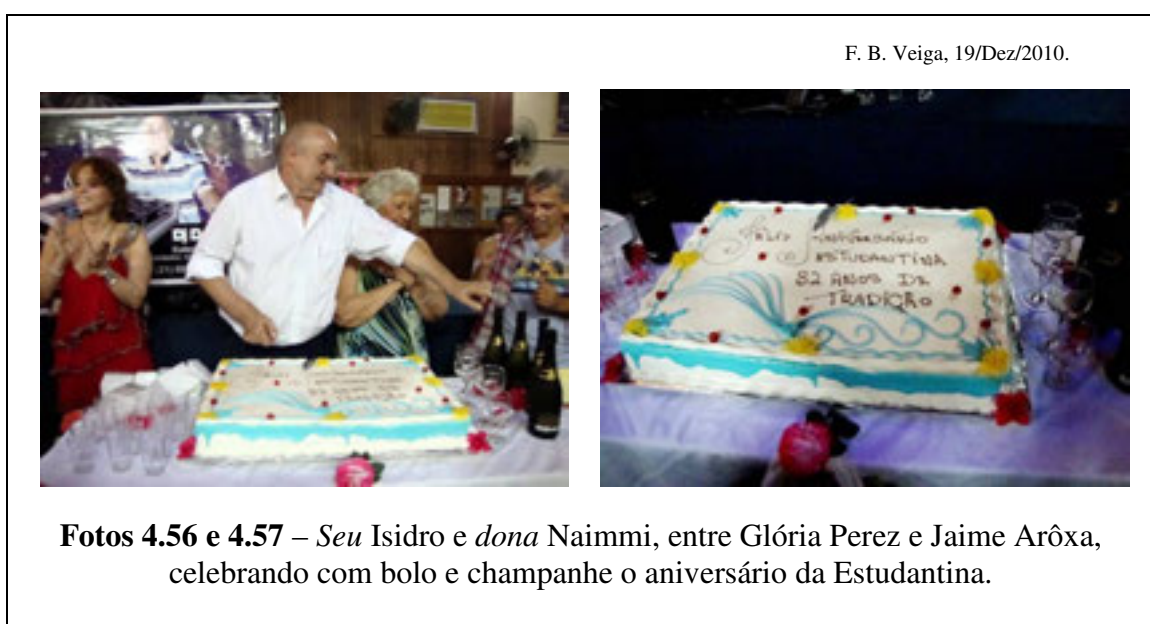 F. B. Veiga, 19/Dez/2010.
FELIZ ANIVERSÁRIO
ESTUDANTINA
82 ANOS DE
TRADIÇÃO
Fotos 4.56 e 4.57 – Seu Isidro e dona Naimmi, entre Glória Perez e Jaime Arôxa,
celebrando com bolo e champanhe o aniversário da Estudantina.